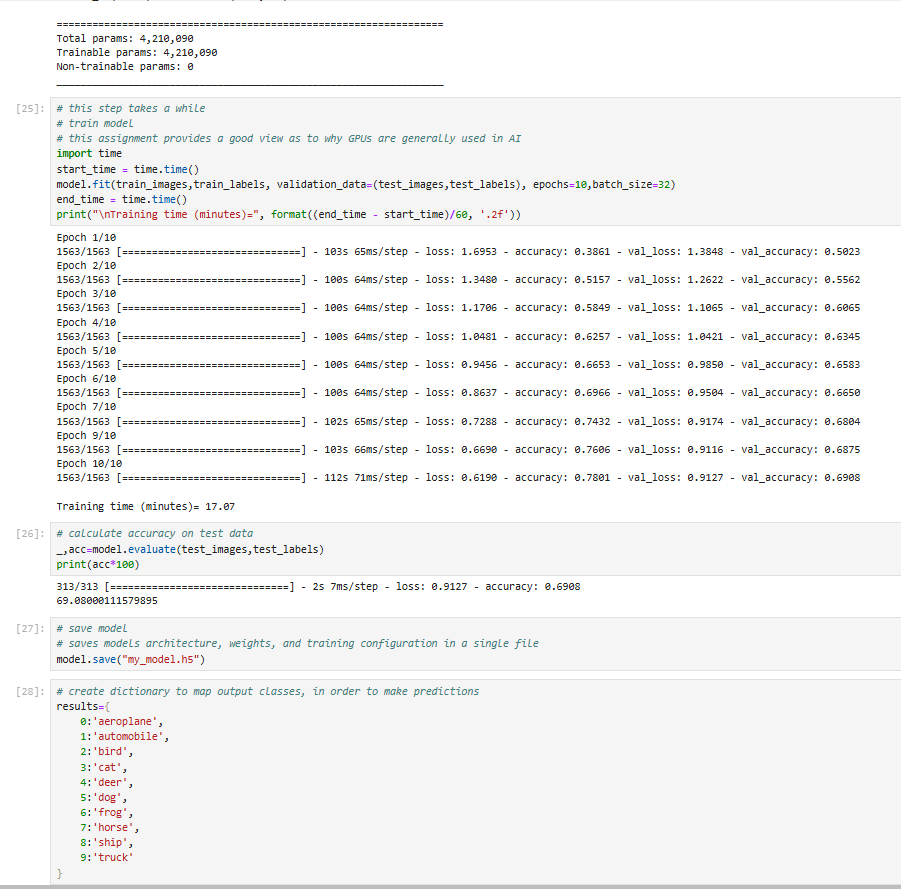 ================================================================
Total params: 4,210,090
Trainable params: 4,210,090
Non-trainable params: 0
________________________________________________________________
[25]:
# this step takes a while
# train model
# this assignment provides a good view as to why GPUs are generally used in AI
import time
start_time = time.time()
model.fit(train_images,train_labels, validation_data=(test_images,test_labels), epochs=10,batch_size=32)
end_time = time.time()
print("\nTraining time (minutes)=", format((end_time - start_time)/60, '.2f'))
Epoch 1/10
1563/1563 [==============================] - 103s 65ms/step - loss: 1.6953 - accuracy: 0.3861 - val_loss: 1.3848 - val_accuracy: 0.5023
Epoch 2/10
1563/1563 [==============================] - 100s 64ms/step - loss: 1.3480 - accuracy: 0.5157 - val_loss: 1.2622 - val_accuracy: 0.5562
Epoch 3/10
1563/1563 [==============================] - 100s 64ms/step - loss: 1.1706 - accuracy: 0.5849 - val_loss: 1.1065 - val_accuracy: 0.6065
Epoch 4/10
1563/1563 [==============================] - 100s 64ms/step - loss: 1.0481 - accuracy: 0.6257 - val_loss: 1.0421 - val_accuracy: 0.6345
Epoch 5/10
1563/1563 [==============================] - 100s 64ms/step - loss: 0.9456 - accuracy: 0.6653 - val_loss: 0.9850 - val_accuracy: 0.6583
Epoch 6/10
1563/1563 [==============================] - 100s 64ms/step - loss: 0.8637 - accuracy: 0.6966 - val_loss: 0.9504 - val_accuracy: 0.6650
Epoch 7/10
1563/1563 [==============================] - 102s 65ms/step - loss: 0.7288 - accuracy: 0.7432 - val_loss: 0.9174 - val_accuracy: 0.6804
Epoch 9/10
1563/1563 [==============================] - 103s 66ms/step - loss: 0.6690 - accuracy: 0.7606 - val_loss: 0.9116 - val_accuracy: 0.6875
Epoch 10/10
1563/1563 [==============================] - 112s 71ms/step - loss: 0.6190 - accuracy: 0.7801 - val_loss: 0.9127 - val_accuracy: 0.6908
Training time (minutes)= 17.07
[26]:
# calculate accuracy on test data
_,acc=model.evaluate(test_images,test_labels)
print(acc*100)
313/313 [==============================] - 2s 7ms/step - loss: 0.9127 - accuracy: 0.6908
69.08000111579895
[27]:
# save model
# saves models architecture, weights, and training configuration in a single file
model.save("my_model.h5")
[28]:
# create dictionary to map output classes, in order to make predictions
results={
    0:'aeroplane',
    1:'automobile',
    2:'bird',
    3:'cat',
    4:'deer',
    5:'dog',
    6:'frog',
    7:'horse',
    8:'ship',
    9:'truck'
}